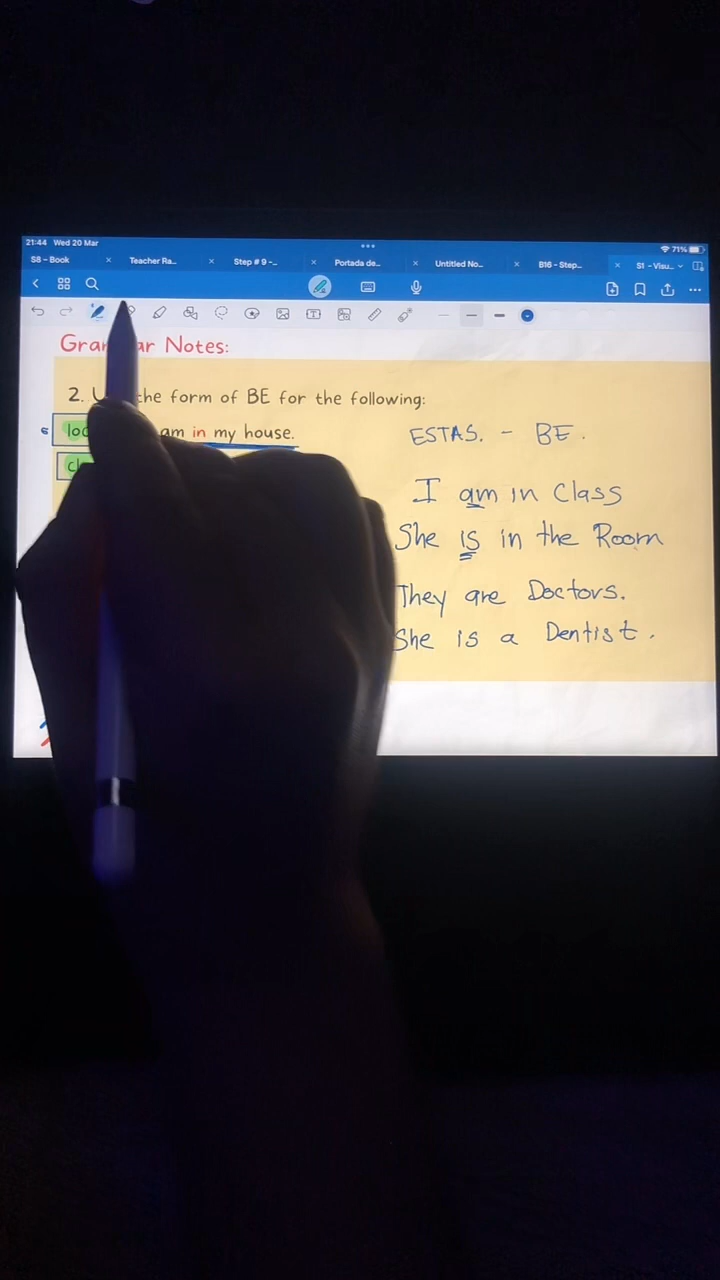 21:44 Wed 20 Mar
71%
S8 - Book × Teacher Ra... × Step # 9 -... × Portada de... × Untitled No... × B16 - Step... × S1 - Visu...
Notes:
2. the form of BE for the following:
am in my house.
ESTAS. - BE.
I am in Class
She is in the Room
They are Doctors.
She is a Dentist.